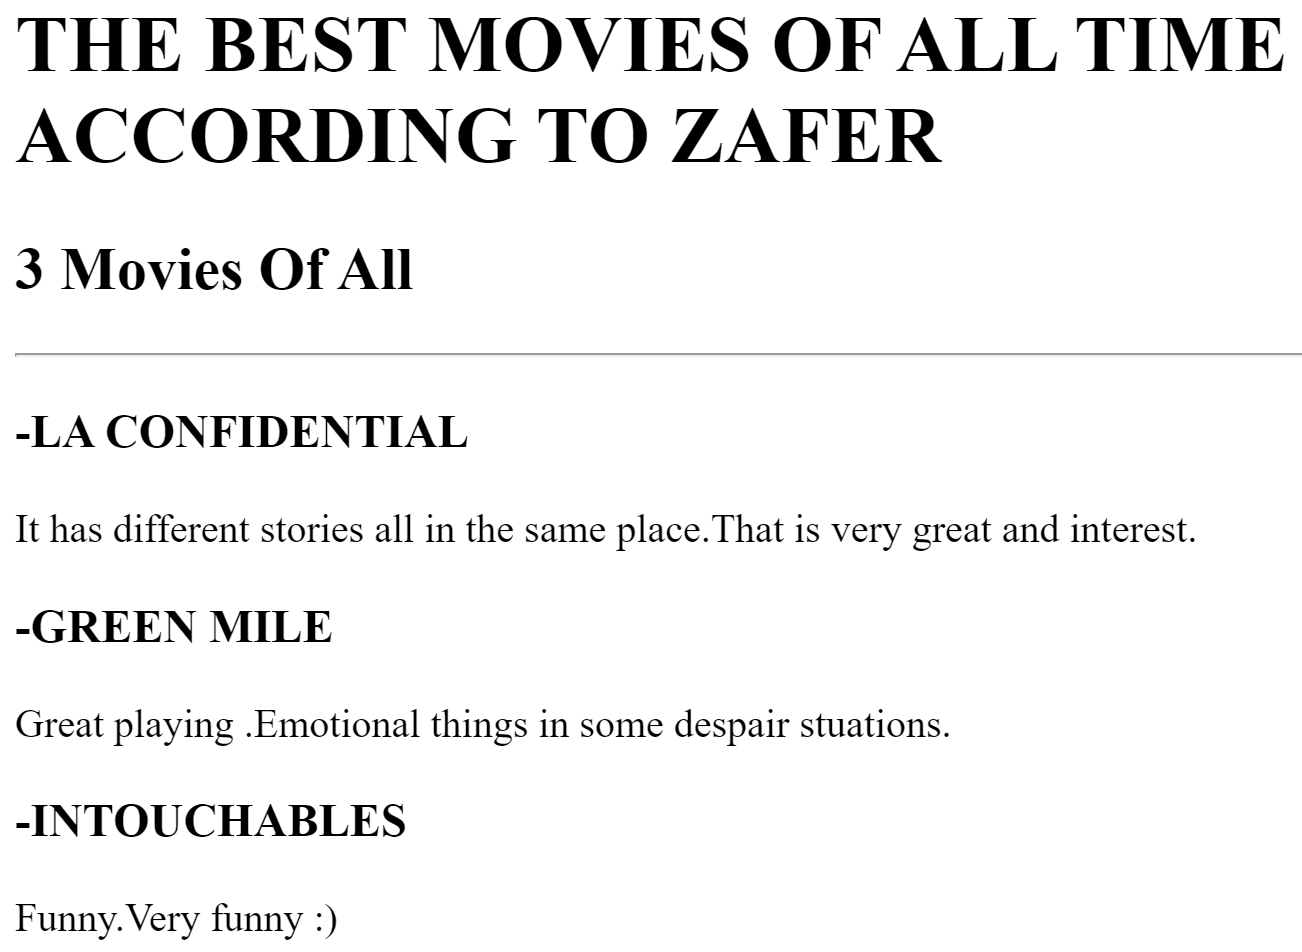 THE BEST MOVIES OF ALL TIME
ACCORDING TO ZAFER
3 Movies Of All
-LA CONFIDENTIAL
It has different stories all in the same place.That is very great and interest.
-GREEN MILE
Great playing .Emotional things in some despair stuations.
-INTOUCHABLES
Funny.Very funny :)